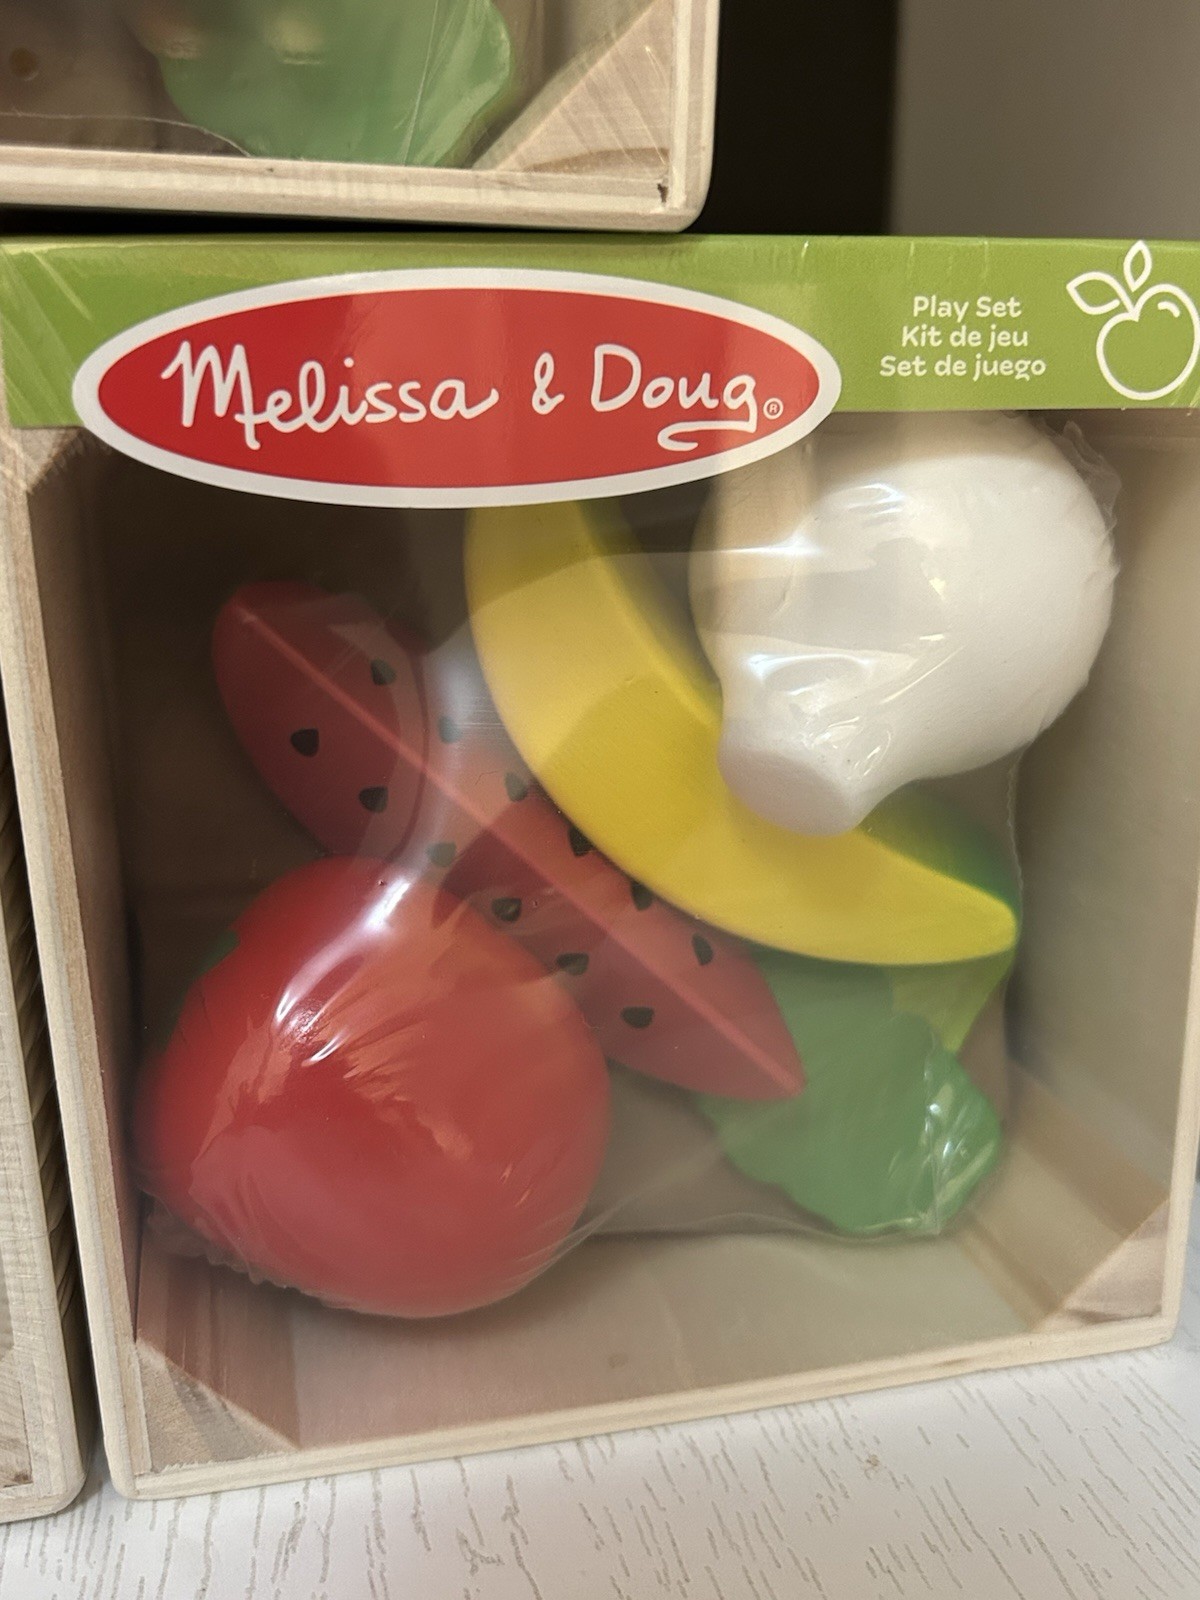 Melissa & Doug®
Play Set
Kit de jeu
Set de juego